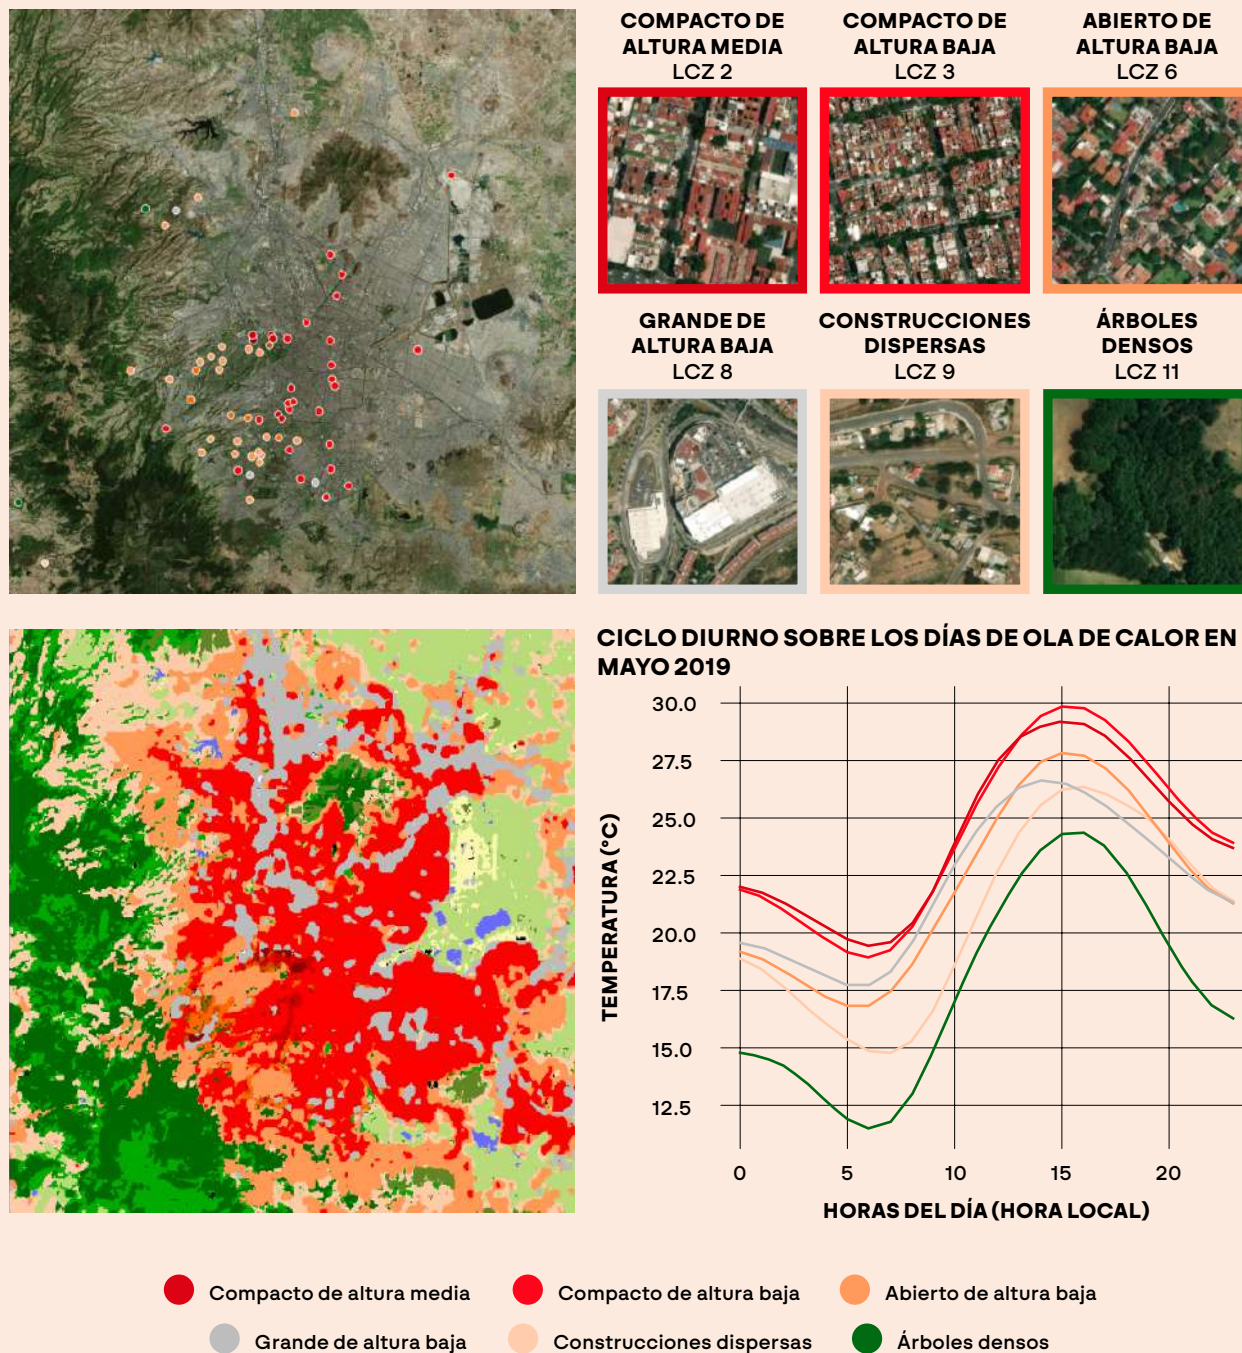 COMPACTO DE
ALTURA MEDIA
LCZ 2
COMPACTO DE
ALTURA BAJA
LCZ 3
ABIERTO DE
ALTURA BAJA
LCZ 6
GRANDE DE
ALTURA BAJA
LCZ 8
CONSTRUCCIONES
DISPERSAS
LCZ 9
ÁRBOLES
DENSOS
LCZ 11
CICLO DIURNO SOBRE LOS DÍAS DE OLA DE CALOR EN
MAYO 2019
TEMPERATURA (°C)
30.0
27.5
25.0
22.5
20.0
17.5
15.0
12.5
0 5 10 15 20
HORAS DEL DÍA (HORA LOCAL)
Compacto de altura media
Compacto de altura baja
Abierto de altura baja
Grande de altura baja
Construcciones dispersas
Árboles densos